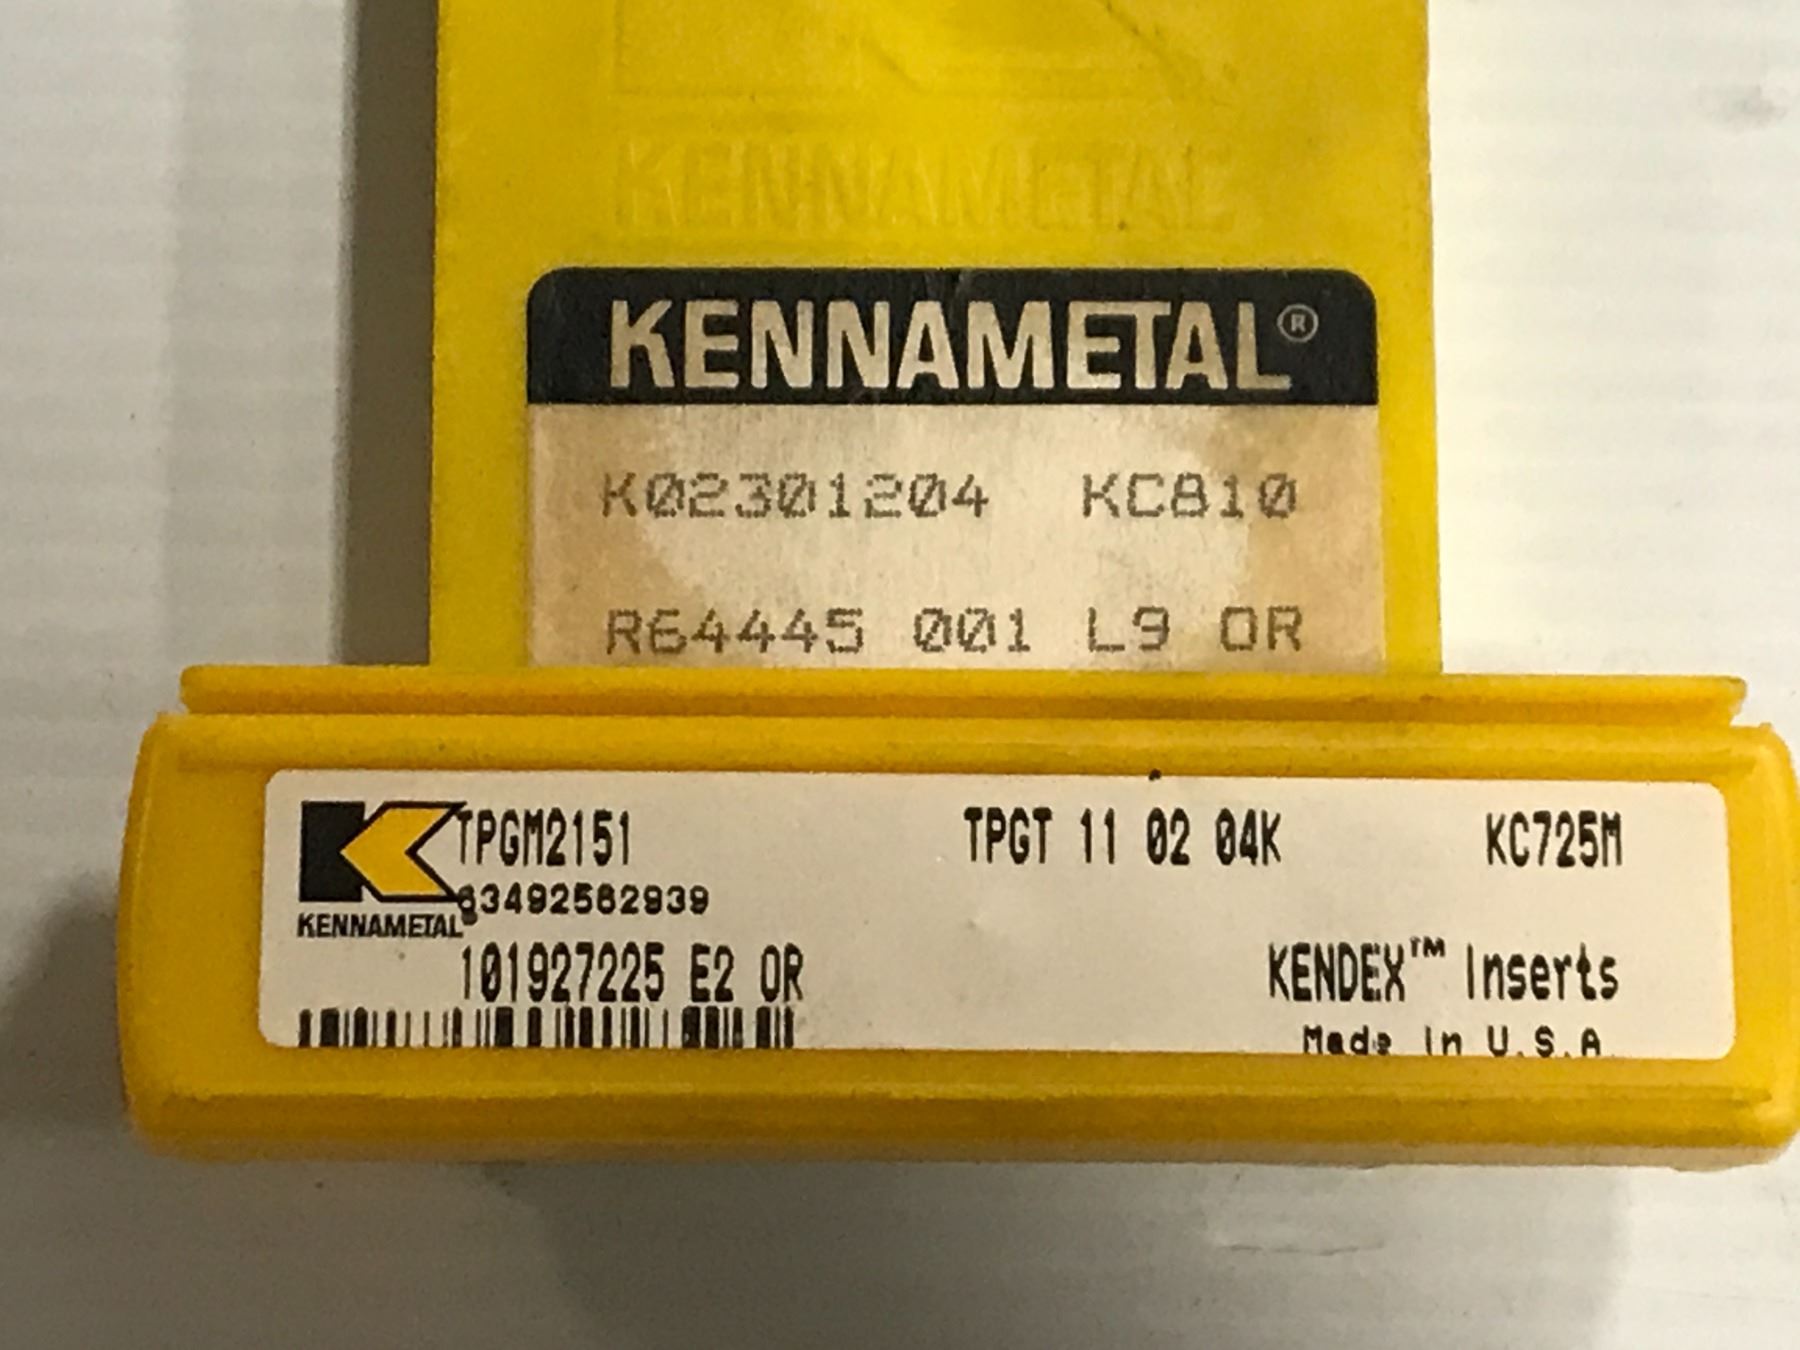 KENNAMETAL
KENNAMETAL®
K02301204 KC810
R64445 001 L9 OR
TPGM2151 TPGT 11 02 04K KC725M
63492562939
KENNAMETAL®
101927225 E2 OR KENDEX™ Inserts
Made in U.S.A.